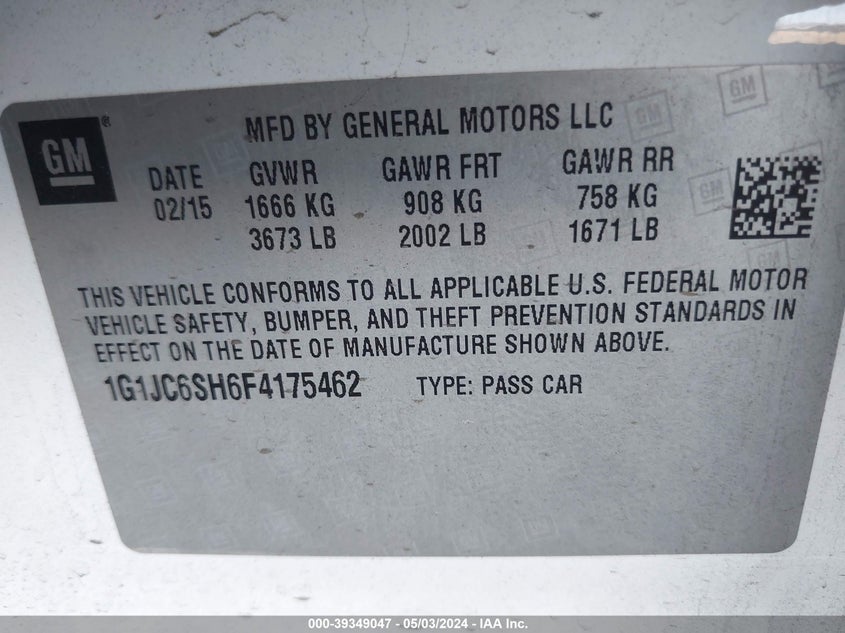 GM®
MFD BY GENERAL MOTORS LLC
DATE GVWR GAWR FRT GAWR RR
02/15 1666 KG 908 KG 758 KG
3673 LB 2002 LB 1671 LB
THIS VEHICLE CONFORMS TO ALL APPLICABLE U.S. FEDERAL MOTOR
VEHICLE SAFETY, BUMPER, AND THEFT PREVENTION STANDARDS IN
EFFECT ON THE DATE OF MANUFACTURE SHOWN ABOVE.
1G1JC6SH6F4175462 TYPE: PASS CAR
000-39349047 - 05/03/2024 - IAA Inc.